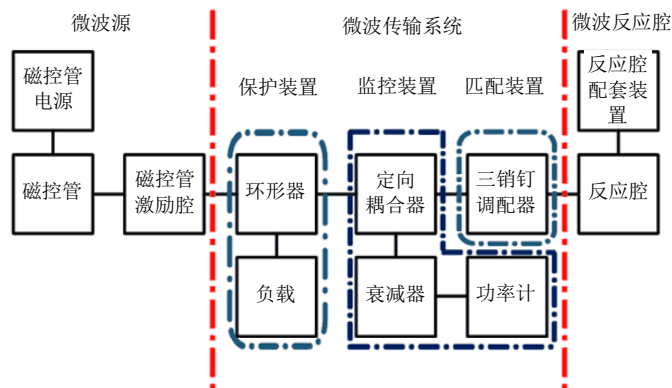 微波源
微波传输系统
微波反应腔
磁控管
电源
保护装置
监控装置
匹配装置
反应腔
配套装
置
磁控管
磁控管
激励腔
环形器
定向
耦合器
三销钉
调配器
反应腔
负载
衰减器
功率计